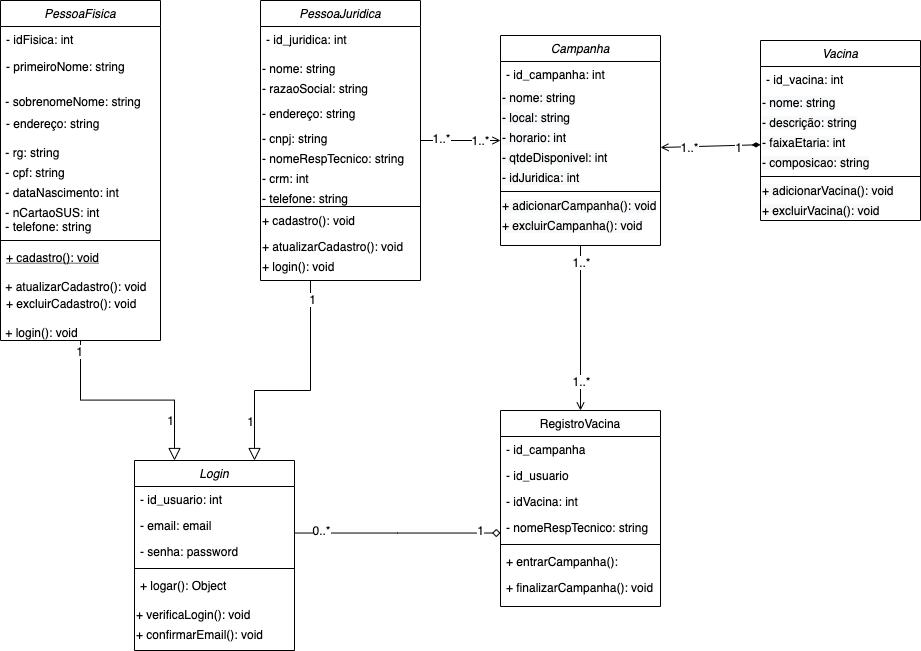 PessoaFisica
- idFisica: int
- primeiroNome: string
- sobrenomeNome: string
- endereço: string
- rg: string
- cpf: string
- dataNascimento: int
- nCartaoSUS: int
- telefone: string
+ cadastro(): void
+ atualizarCadastro(): void
+ excluirCadastro(): void
+ login(): void
1
1
PessoaJuridica
- id_juridica: int
- nome: string
- razaoSocial: string
- endereço: string
- cnpj: string
- nomeRespTecnico: string
- crm: int
- telefone: string
+ cadastro(): void
+ atualizarCadastro(): void
+ login(): void
1
1
1..*
1..*
Campanha
- id_campanha: int
- nome: string
- local: string
- horario: int
- qtdeDisponivel: int
- idJuridica: int
+ adicionarCampanha(): void
+ excluirCampanha(): void
1..*
1
Vacina
- id_vacina: int
- nome: string
- descrição: string
- faixaEtaria: int
- composicao: string
+ adicionarVacina(): void
+ excluirVacina(): void
1..*
1..*
Login
- id_usuario: int
- email: email
- senha: password
+ logar(): Object
+ verificaLogin(): void
+ confirmarEmail(): void
0..*
1
RegistroVacina
- id_campanha
- id_usuario
- idVacina: int
- nomeRespTecnico: string
+ entrarCampanha():
+ finalizarCampanha(): void